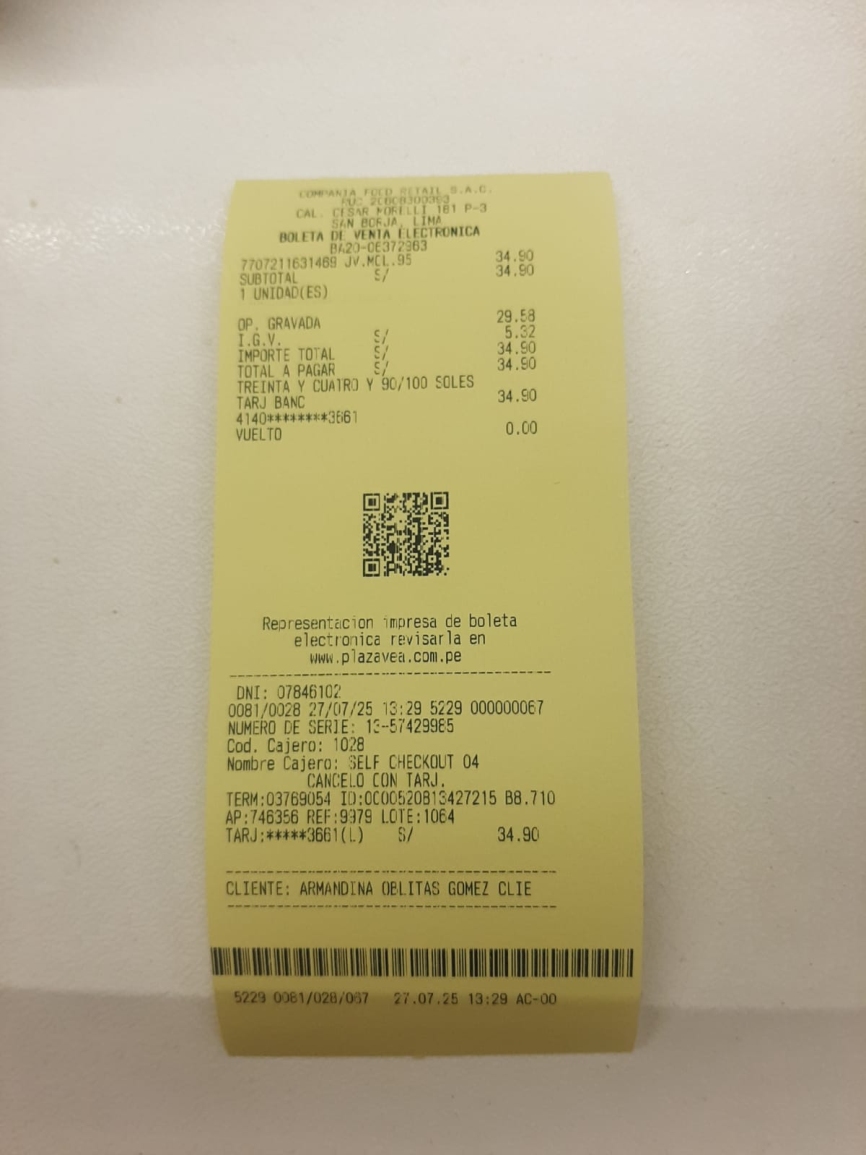 COMPANIA FOOD RETAIL S.A.C.
RUC 20608300393
CAL. CESAR MORELLI 181 P-3
SAN BORJA, LIMA
BOLETA DE VENTA ELECTRONICA
BA20-06372963
7707211631469 JV.MCL.95 34.90
SUBTOTAL S/ 34.90
1 UNIDAD(ES)
OP. GRAVADA 29.58
I.G.V. S/ 5.32
IMPORTE TOTAL S/ 34.90
TOTAL A PAGAR S/ 34.90
TREINTA Y CUATRO Y 90/100 SOLES
TARJ BANC 34.90
4140********3661
VUELTO 0.00
Representacion impresa de boleta
electronica revisarla en
www.plazavea.com.pe
DNI: 07846102
0081/0028 27/07/25 13:29 5229 000000067
NUMERO DE SERIE: 13-57429985
Cod. Cajero: 1028
Nombre Cajero: SELF CHECKOUT 04
CANCELO CON TARJ.
TERM:03769054 ID:0000520813427215 B8.710
AP:746356 REF:9979 LOTE:1064
TARJ:*****3661(L) S/ 34.90
CLIENTE: ARMANDINA OBLITAS GOMEZ CLIE
5229 0081/028/067 27.07.25 13:29 AC-00